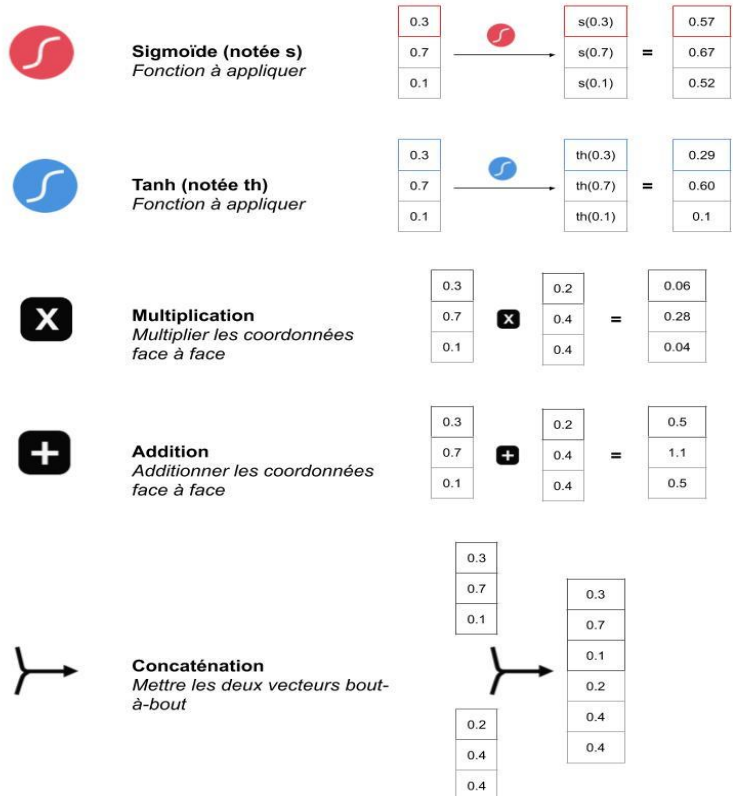 Sigmoïde (notée s)
Fonction à appliquer
0.3 s(0.3) 0.57
0.7 s(0.7) = 0.67
0.1 s(0.1) 0.52
Tanh (notée th)
Fonction à appliquer
0.3 th(0.3) 0.29
0.7 th(0.7) = 0.60
0.1 th(0.1) 0.1
X
Multiplication
Multiplier les coordonnées
face à face
0.3 0.2 0.06
0.7 X 0.4 = 0.28
0.1 0.4 0.04
+
Addition
Additionner les coordonnées
face à face
0.3 0.2 0.5
0.7 + 0.4 = 1.1
0.1 0.4 0.5
Concaténation
Mettre les deux vecteurs bout-
à-bout
0.3
0.7
0.1
0.2
0.4
0.4
0.3
0.7
0.1
0.2
0.4
0.4